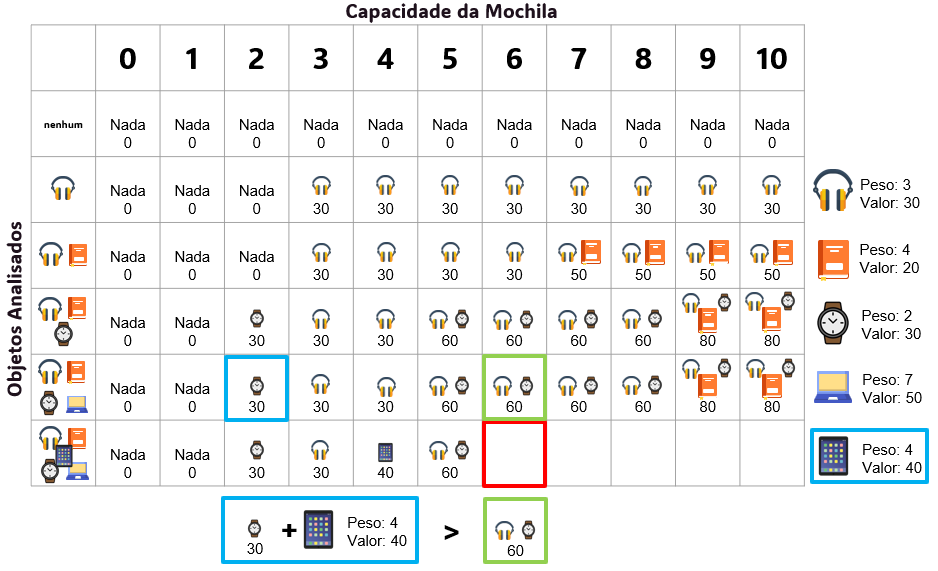 Capacidade da Mochila
0 1 2 3 4 5 6 7 8 9 10
Objetos Analisados
nenhum
Nada Nada Nada Nada Nada Nada Nada Nada Nada Nada Nada
0 0 0 0 0 0 0 0 0 0 0
Nada Nada Nada
0 0 0 30 30 30 30 30 30 30 30
Peso: 3
Valor: 30
Nada Nada Nada
0 0 0 30 30 30 30 50 50 50 50
Peso: 4
Valor: 20
Nada Nada
0 0 30 30 30 60 60 60 60 80 80
Peso: 2
Valor: 30
Nada Nada
0 0 30 30 30 60 60 60 60 80 80
Peso: 7
Valor: 50
Nada Nada
0 0 30 30 40 60
Peso: 4
Valor: 40
30 + Peso: 4
Valor: 40
>
60